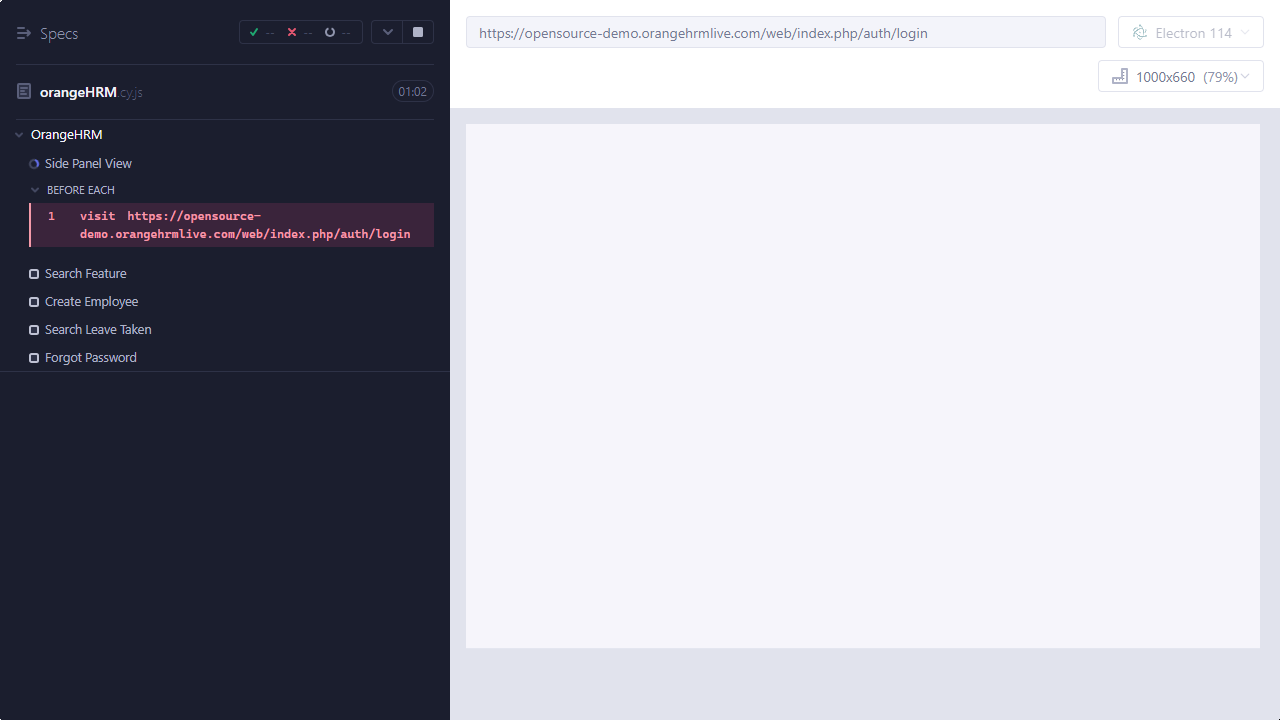 Specs
-- -- --
orangeHRM.cy.js
01:02
OrangeHRM
Side Panel View
BEFORE EACH
1 visit https://opensource-
demo.orangehrmlive.com/web/index.php/auth/login
Search Feature
Create Employee
Search Leave Taken
Forgot Password
https://opensource-demo.orangehrmlive.com/web/index.php/auth/login
Electron 114
1000x660 (79%)